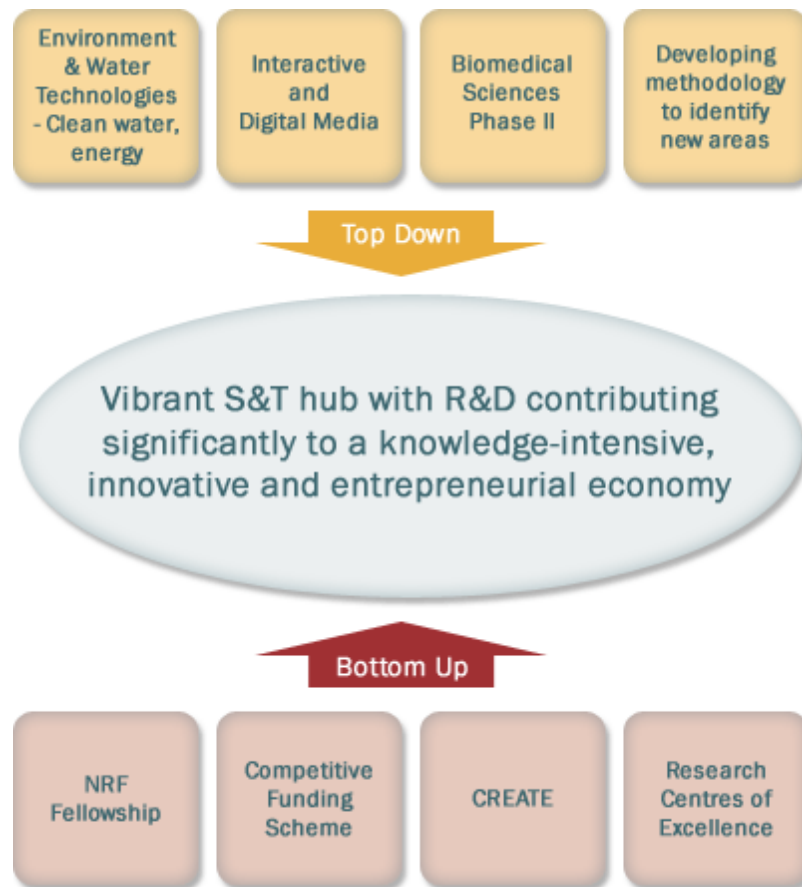 Environment
& Water
Technologies
- Clean water,
energy
Interactive
and
Digital Media
Biomedical
Sciences
Phase II
Developing
methodology
to identify
new areas
Top Down
Vibrant S&T hub with R&D contributing
significantly to a knowledge-intensive,
innovative and entrepreneurial economy
Bottom Up
NRF
Fellowship
Competitive
Funding
Scheme
CREATE
Research
Centres of
Excellence